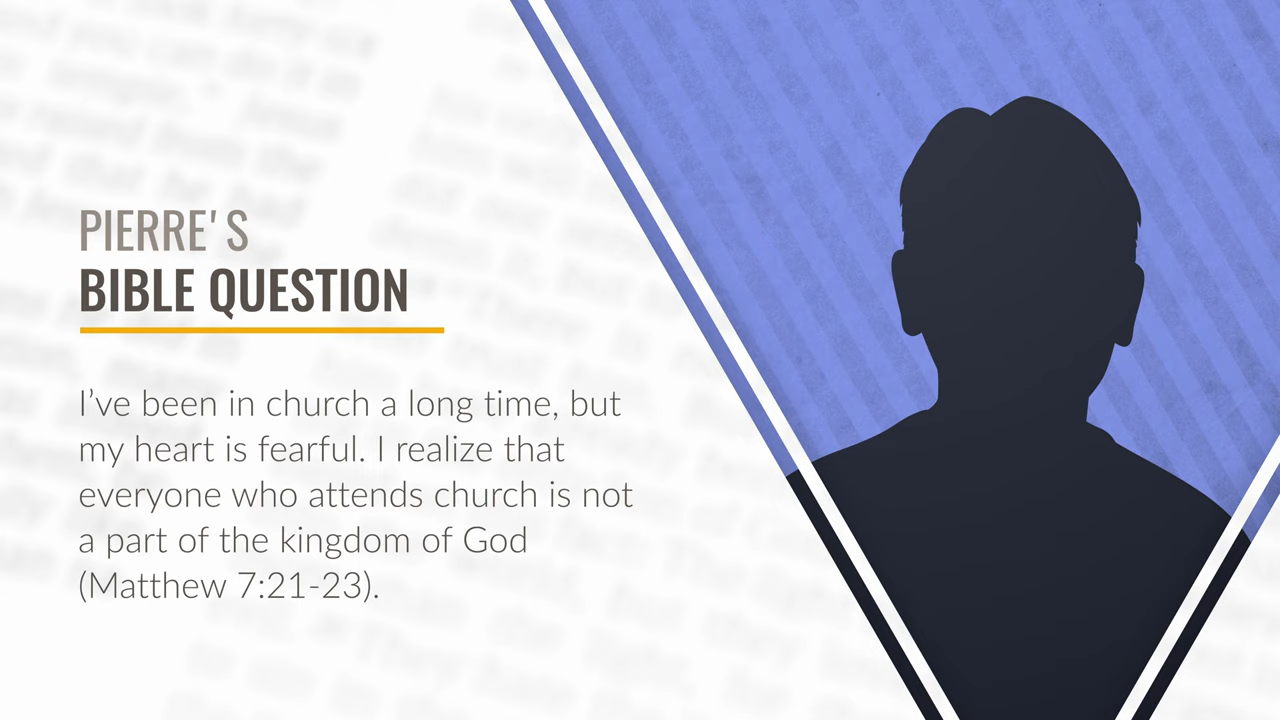 PIERRE'S
BIBLE QUESTION
I’ve been in church a long time, but
my heart is fearful. I realize that
everyone who attends church is not
a part of the kingdom of God
(Matthew 7:21-23).